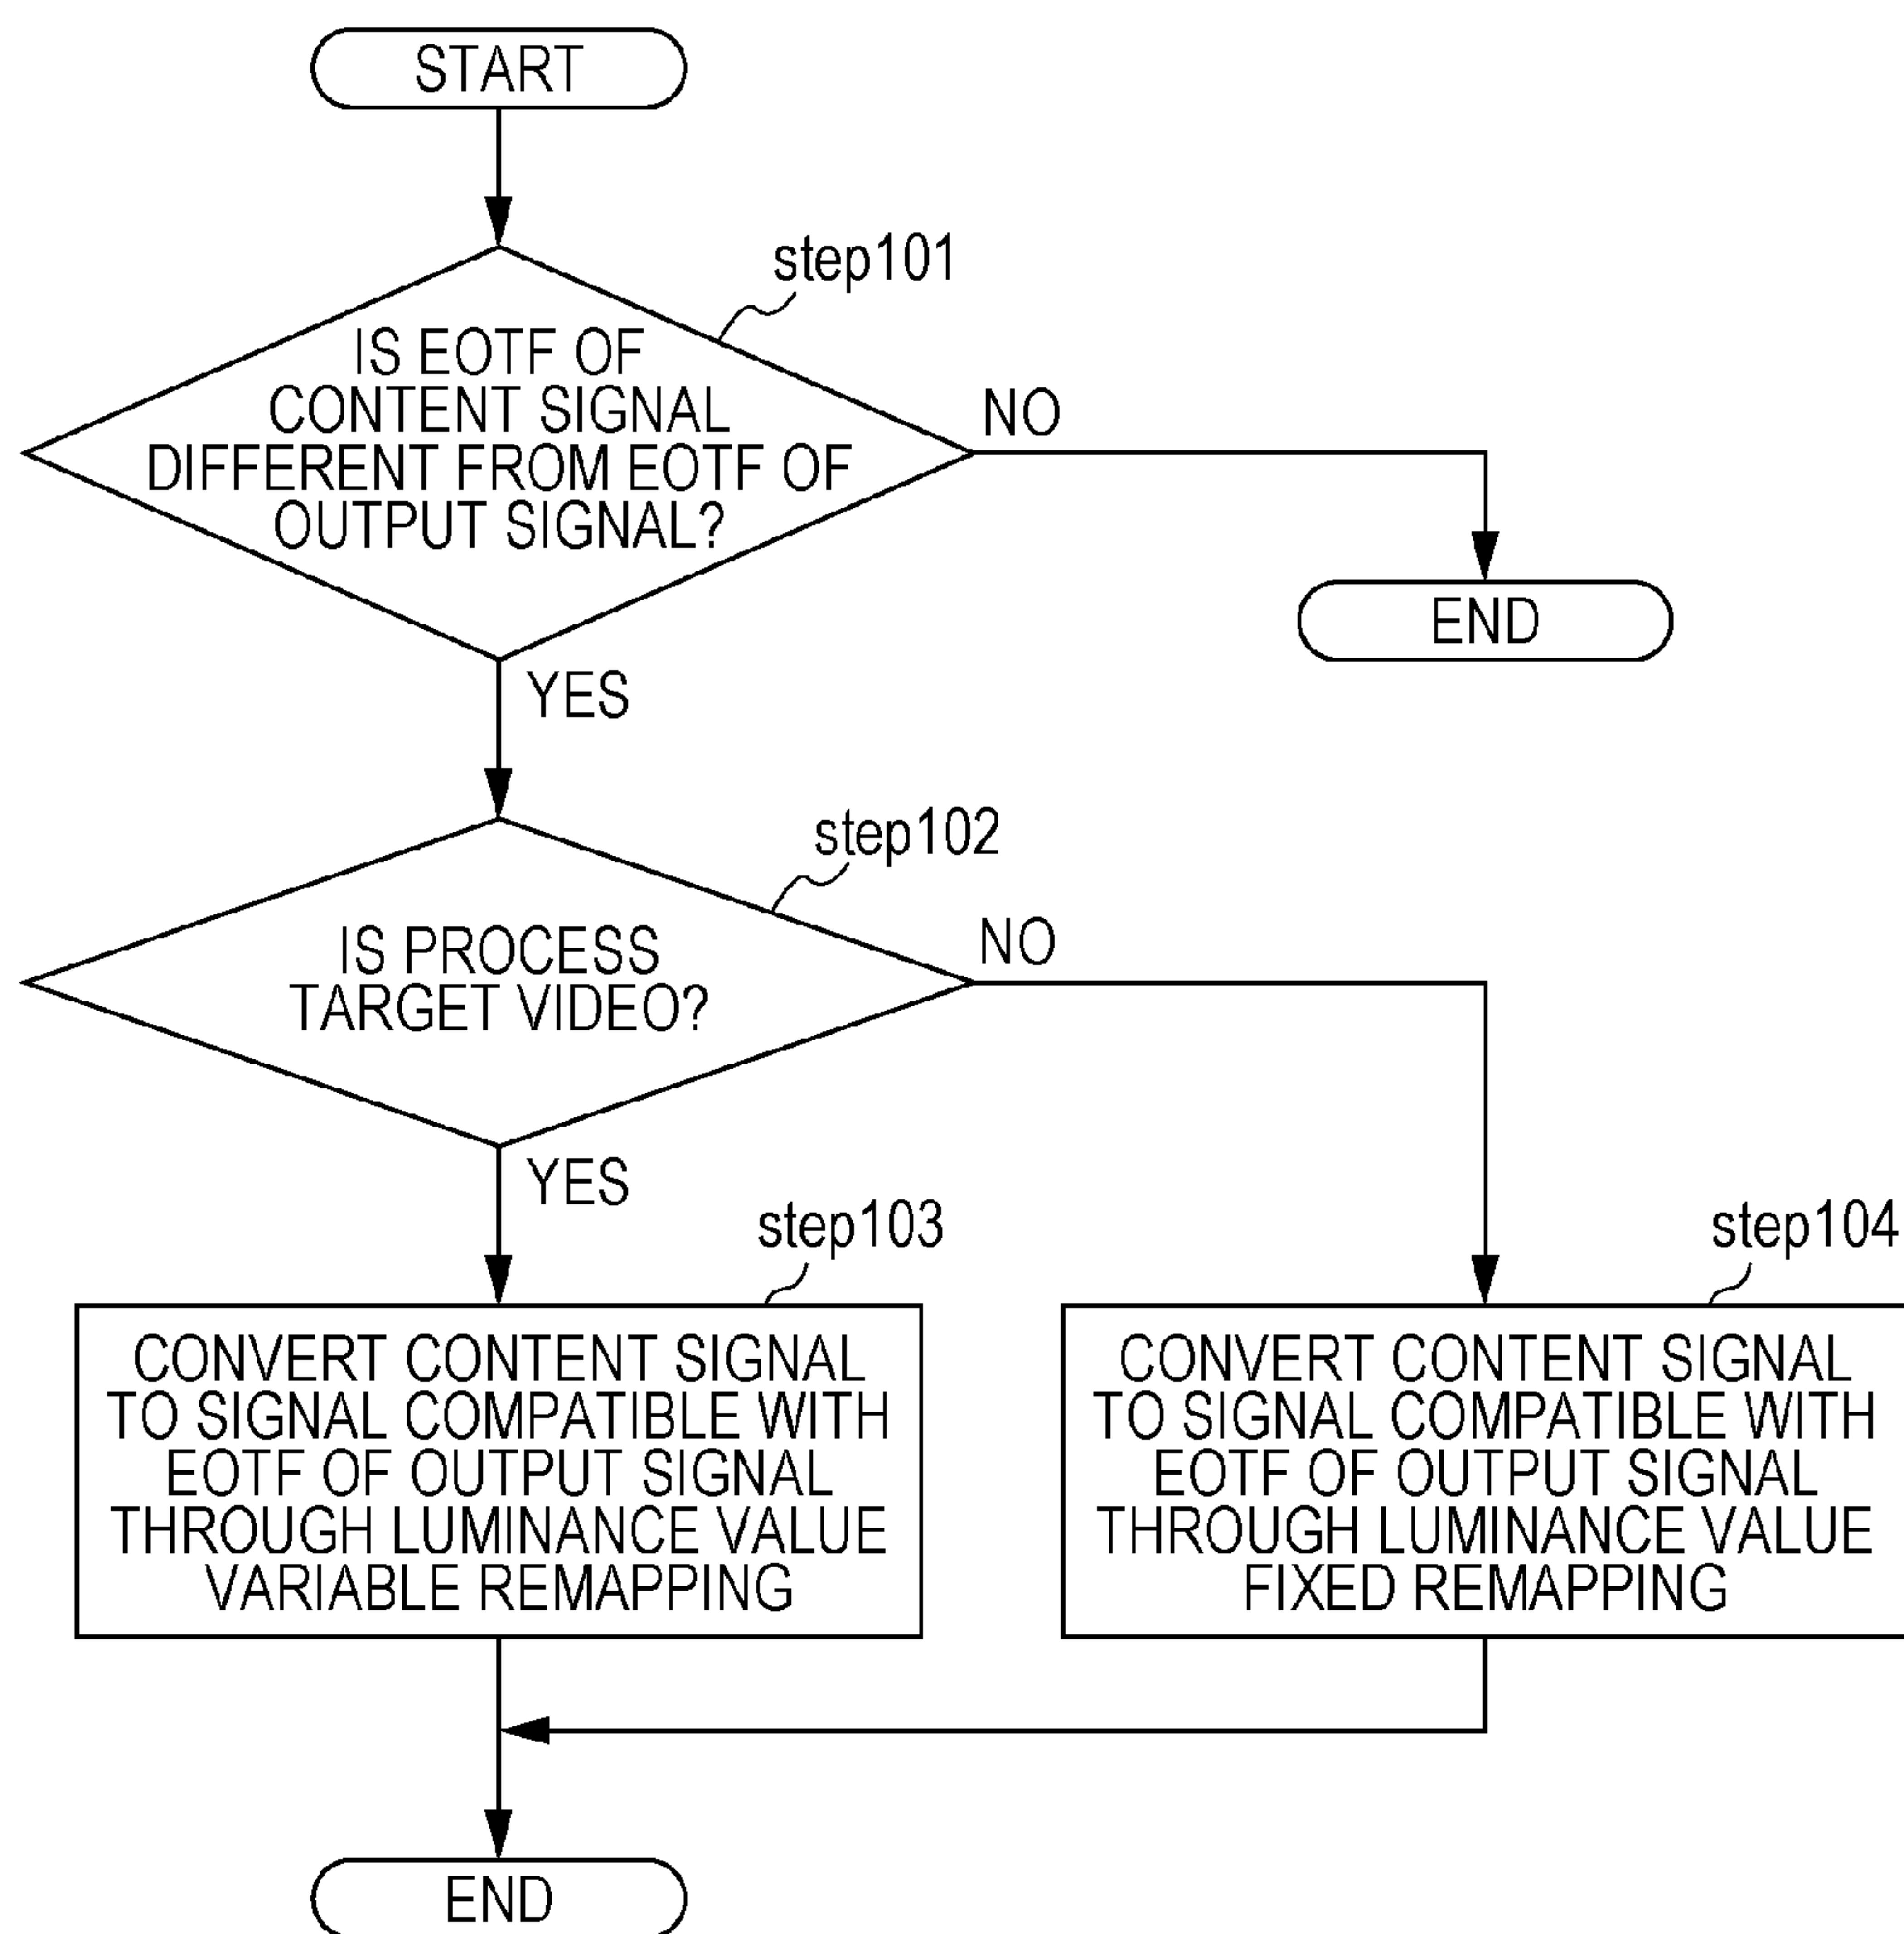 START
step101
IS EOTF OF
CONTENT SIGNAL
DIFFERENT FROM EOTF OF
OUTPUT SIGNAL?
NO
END
YES
step102
IS PROCESS
TARGET VIDEO?
NO
YES
step103
CONVERT CONTENT SIGNAL
TO SIGNAL COMPATIBLE WITH
EOTF OF OUTPUT SIGNAL
THROUGH LUMINANCE VALUE
VARIABLE REMAPPING
step104
CONVERT CONTENT SIGNAL
TO SIGNAL COMPATIBLE WITH
EOTF OF OUTPUT SIGNAL
THROUGH LUMINANCE VALUE
FIXED REMAPPING
END